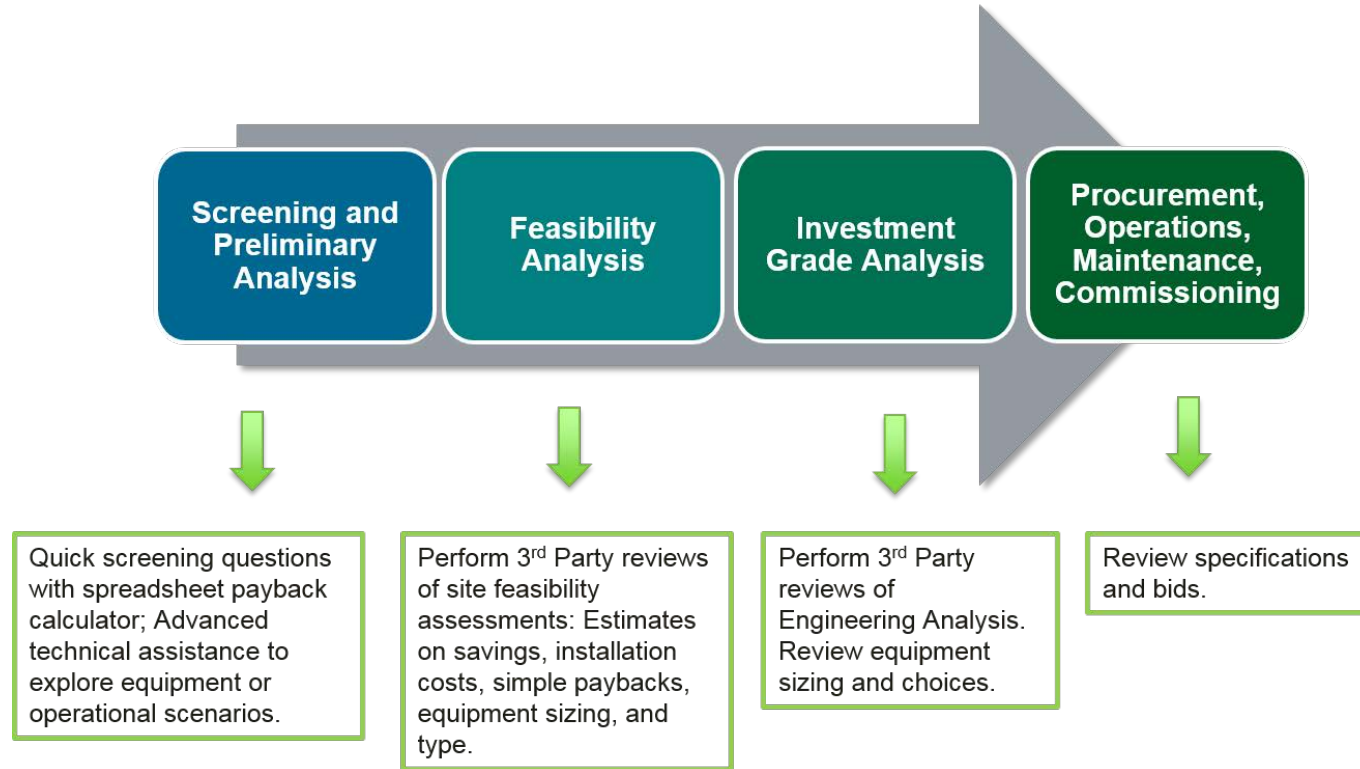 Screening and
Preliminary
Analysis
Feasibility
Analysis
Investment
Grade Analysis
Procurement,
Operations,
Maintenance,
Commissioning
Quick screening questions
with spreadsheet payback
calculator; Advanced
technical assistance to
explore equipment or
operational scenarios.
Perform 3rd Party reviews
of site feasibility
assessments: Estimates
on savings, installation
costs, simple paybacks,
equipment sizing, and
type.
Perform 3rd Party
reviews of
Engineering Analysis.
Review equipment
sizing and choices.
Review specifications
and bids.